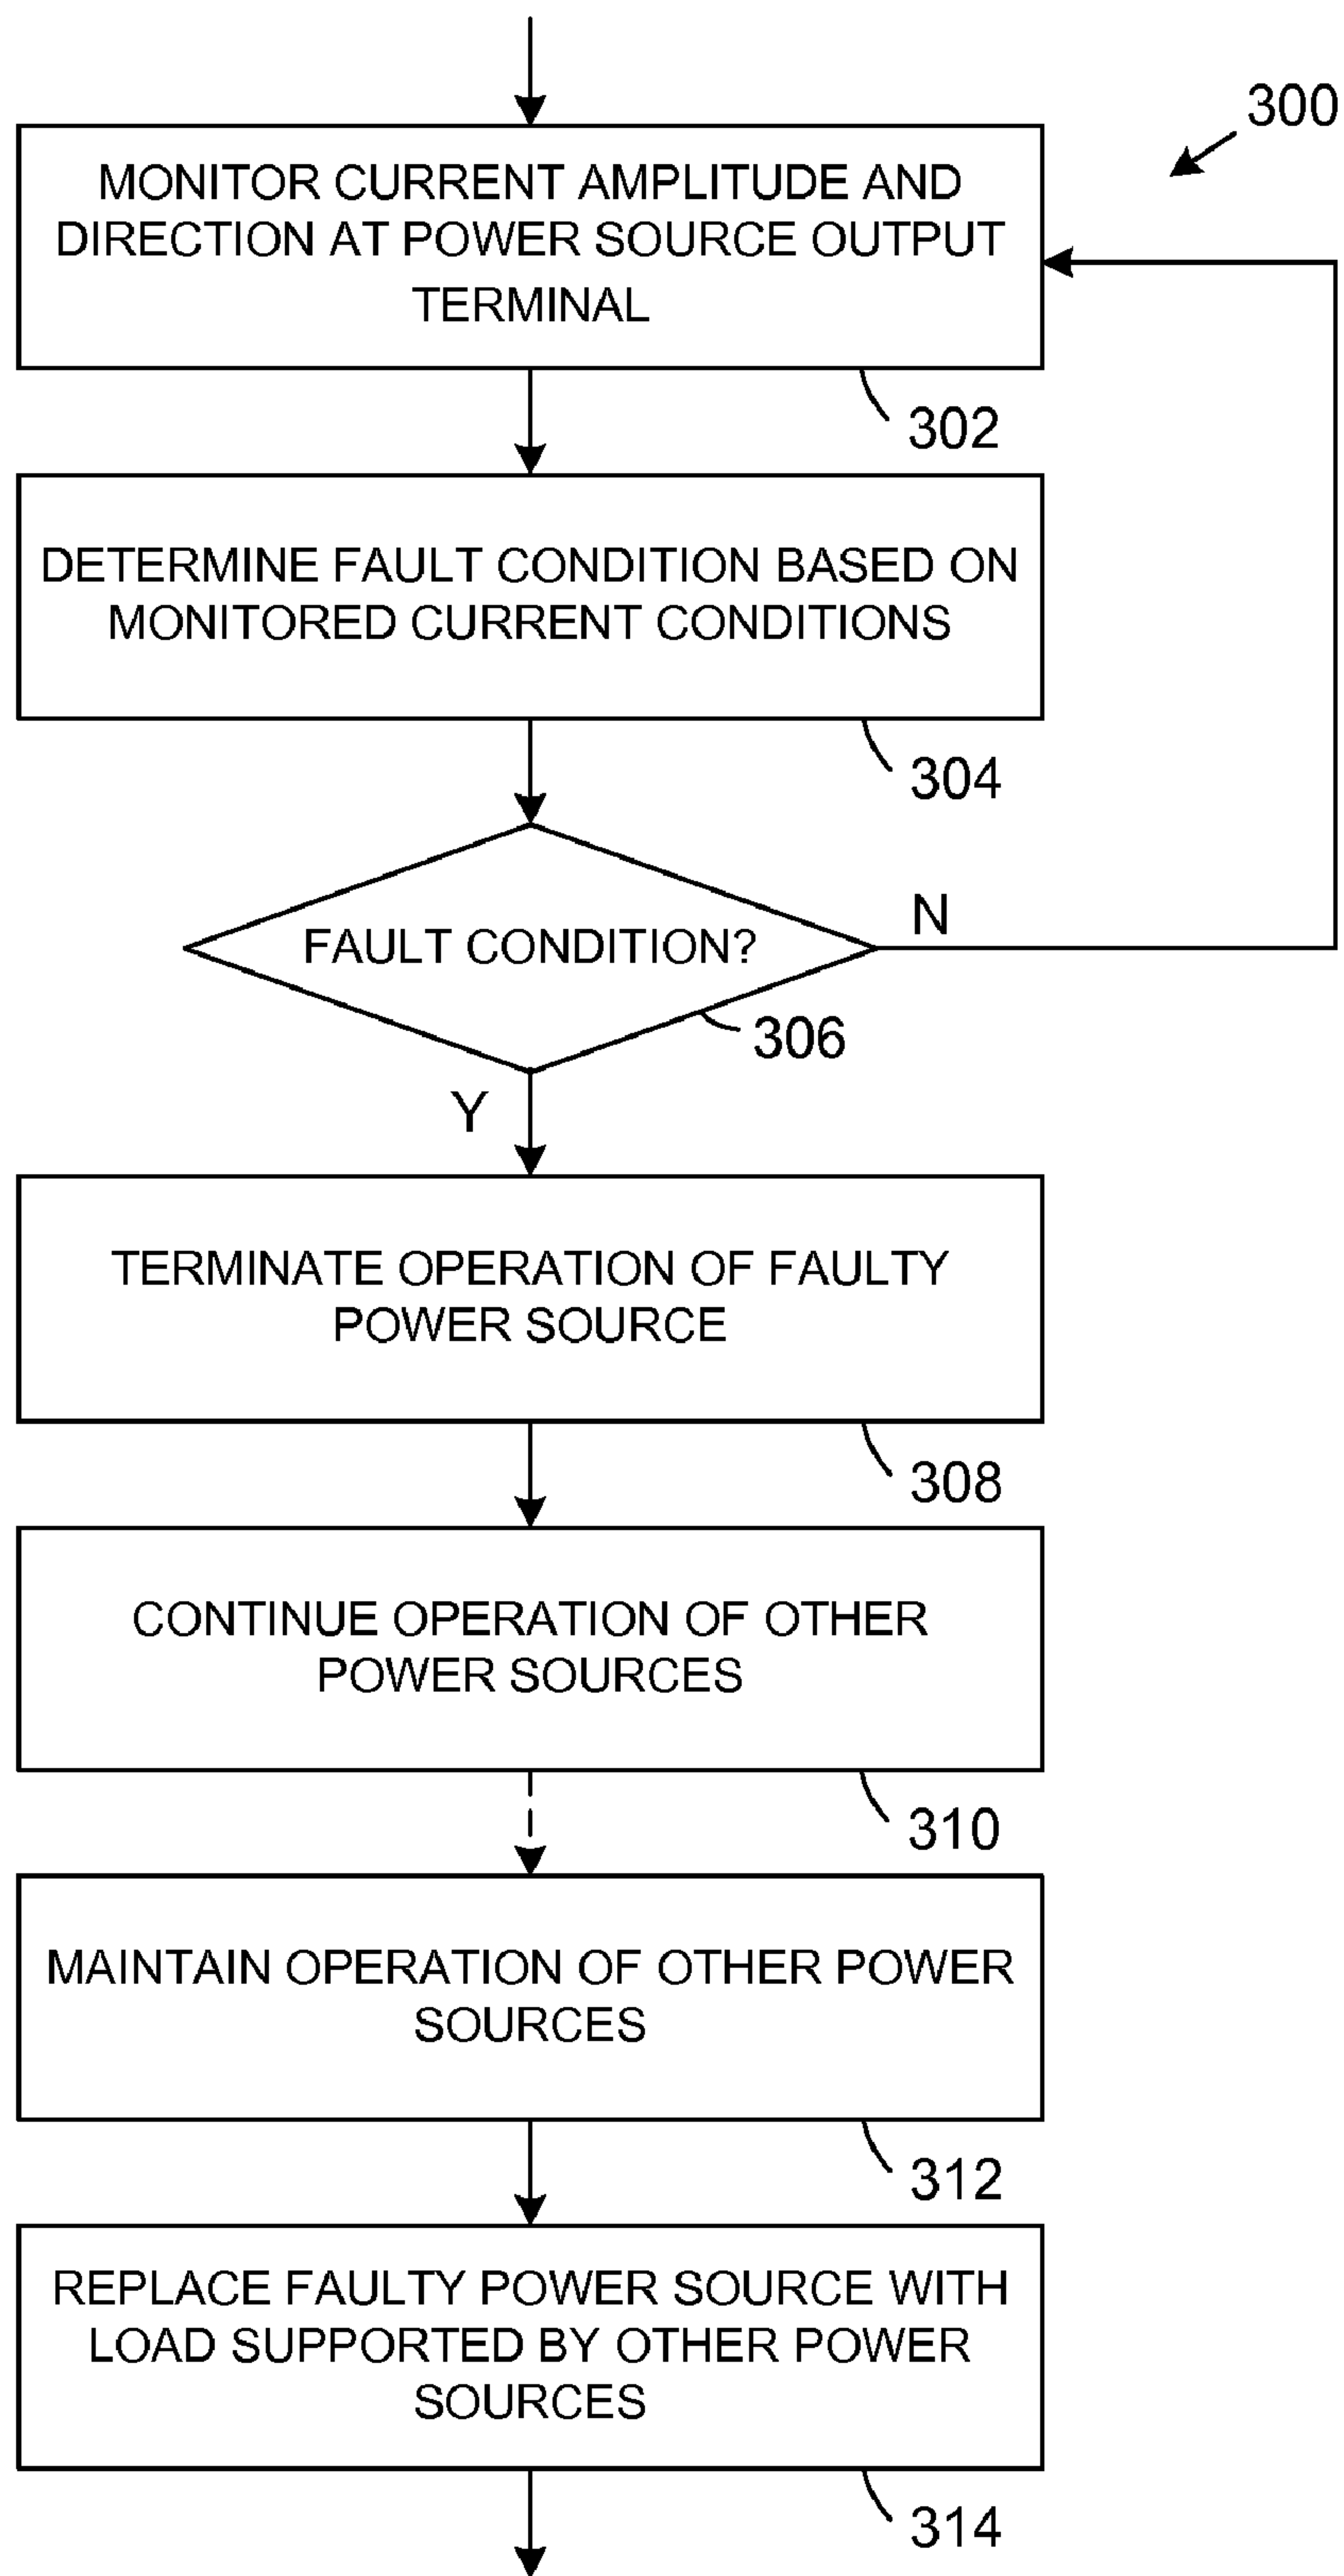 300
MONITOR CURRENT AMPLITUDE AND
DIRECTION AT POWER SOURCE OUTPUT
TERMINAL
302
DETERMINE FAULT CONDITION BASED ON
MONITORED CURRENT CONDITIONS
304
FAULT CONDITION?
N
306
Y
TERMINATE OPERATION OF FAULTY
POWER SOURCE
308
CONTINUE OPERATION OF OTHER
POWER SOURCES
310
MAINTAIN OPERATION OF OTHER POWER
SOURCES
312
REPLACE FAULTY POWER SOURCE WITH
LOAD SUPPORTED BY OTHER POWER
SOURCES
314